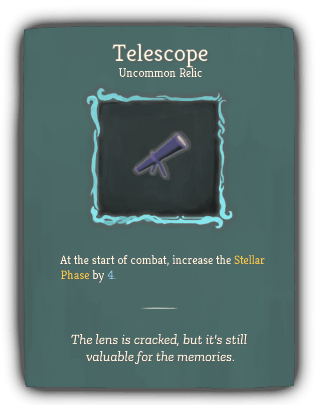 Telescope
Uncommon Relic
At the start of combat, increase the Stellar
Phase by 4.
The lens is cracked, but it's still
valuable for the memories.